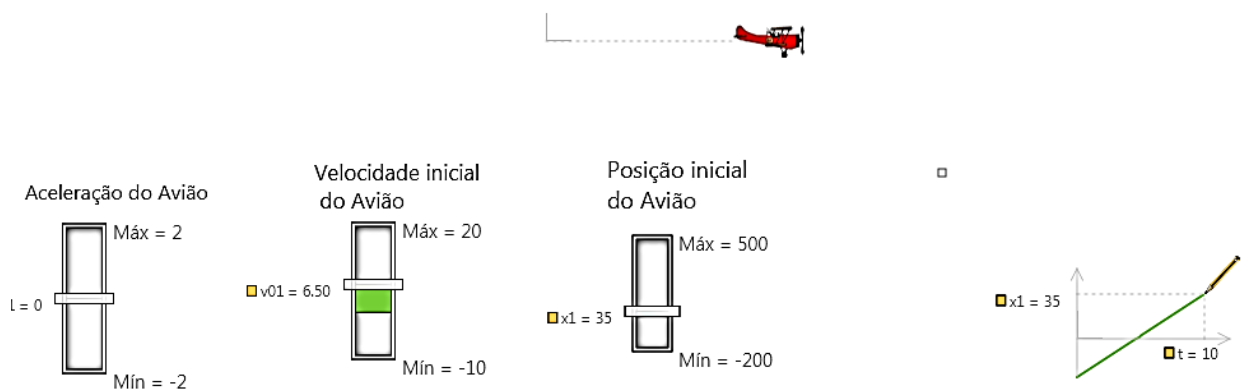 Aceleração do Avião
Máx = 2
1 = 0
Mín = -2
Velocidade inicial
do Avião
Máx = 20
v01 = 6.50
Mín = -10
Posição inicial
do Avião
Máx = 500
x1 = 35
Mín = -200
x1 = 35
t = 10